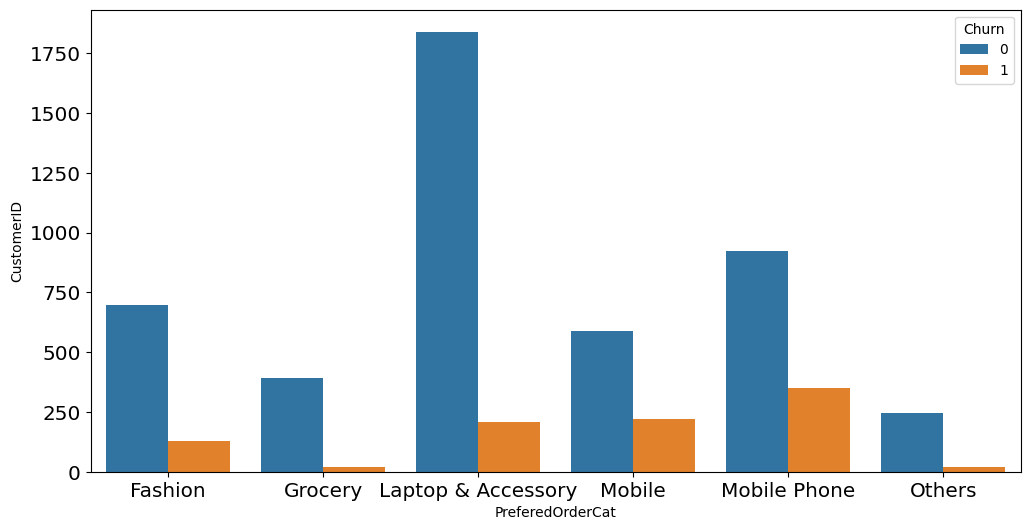 Churn
0
1
1750
1500
1250
1000
750
500
250
0
CustomerID
Fashion Grocery Laptop & Accessory Mobile Mobile Phone Others
PreferedOrderCat